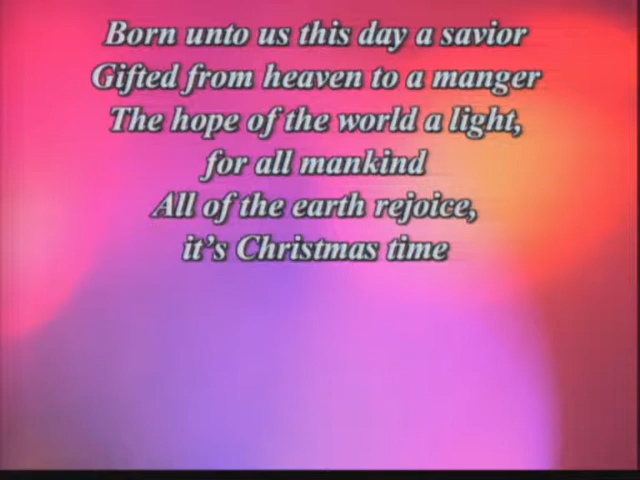 Born unto us this day a savior
Gifted from heaven to a manger
The hope of the world a light,
for all mankind
All of the earth rejoice,
it's Christmas time